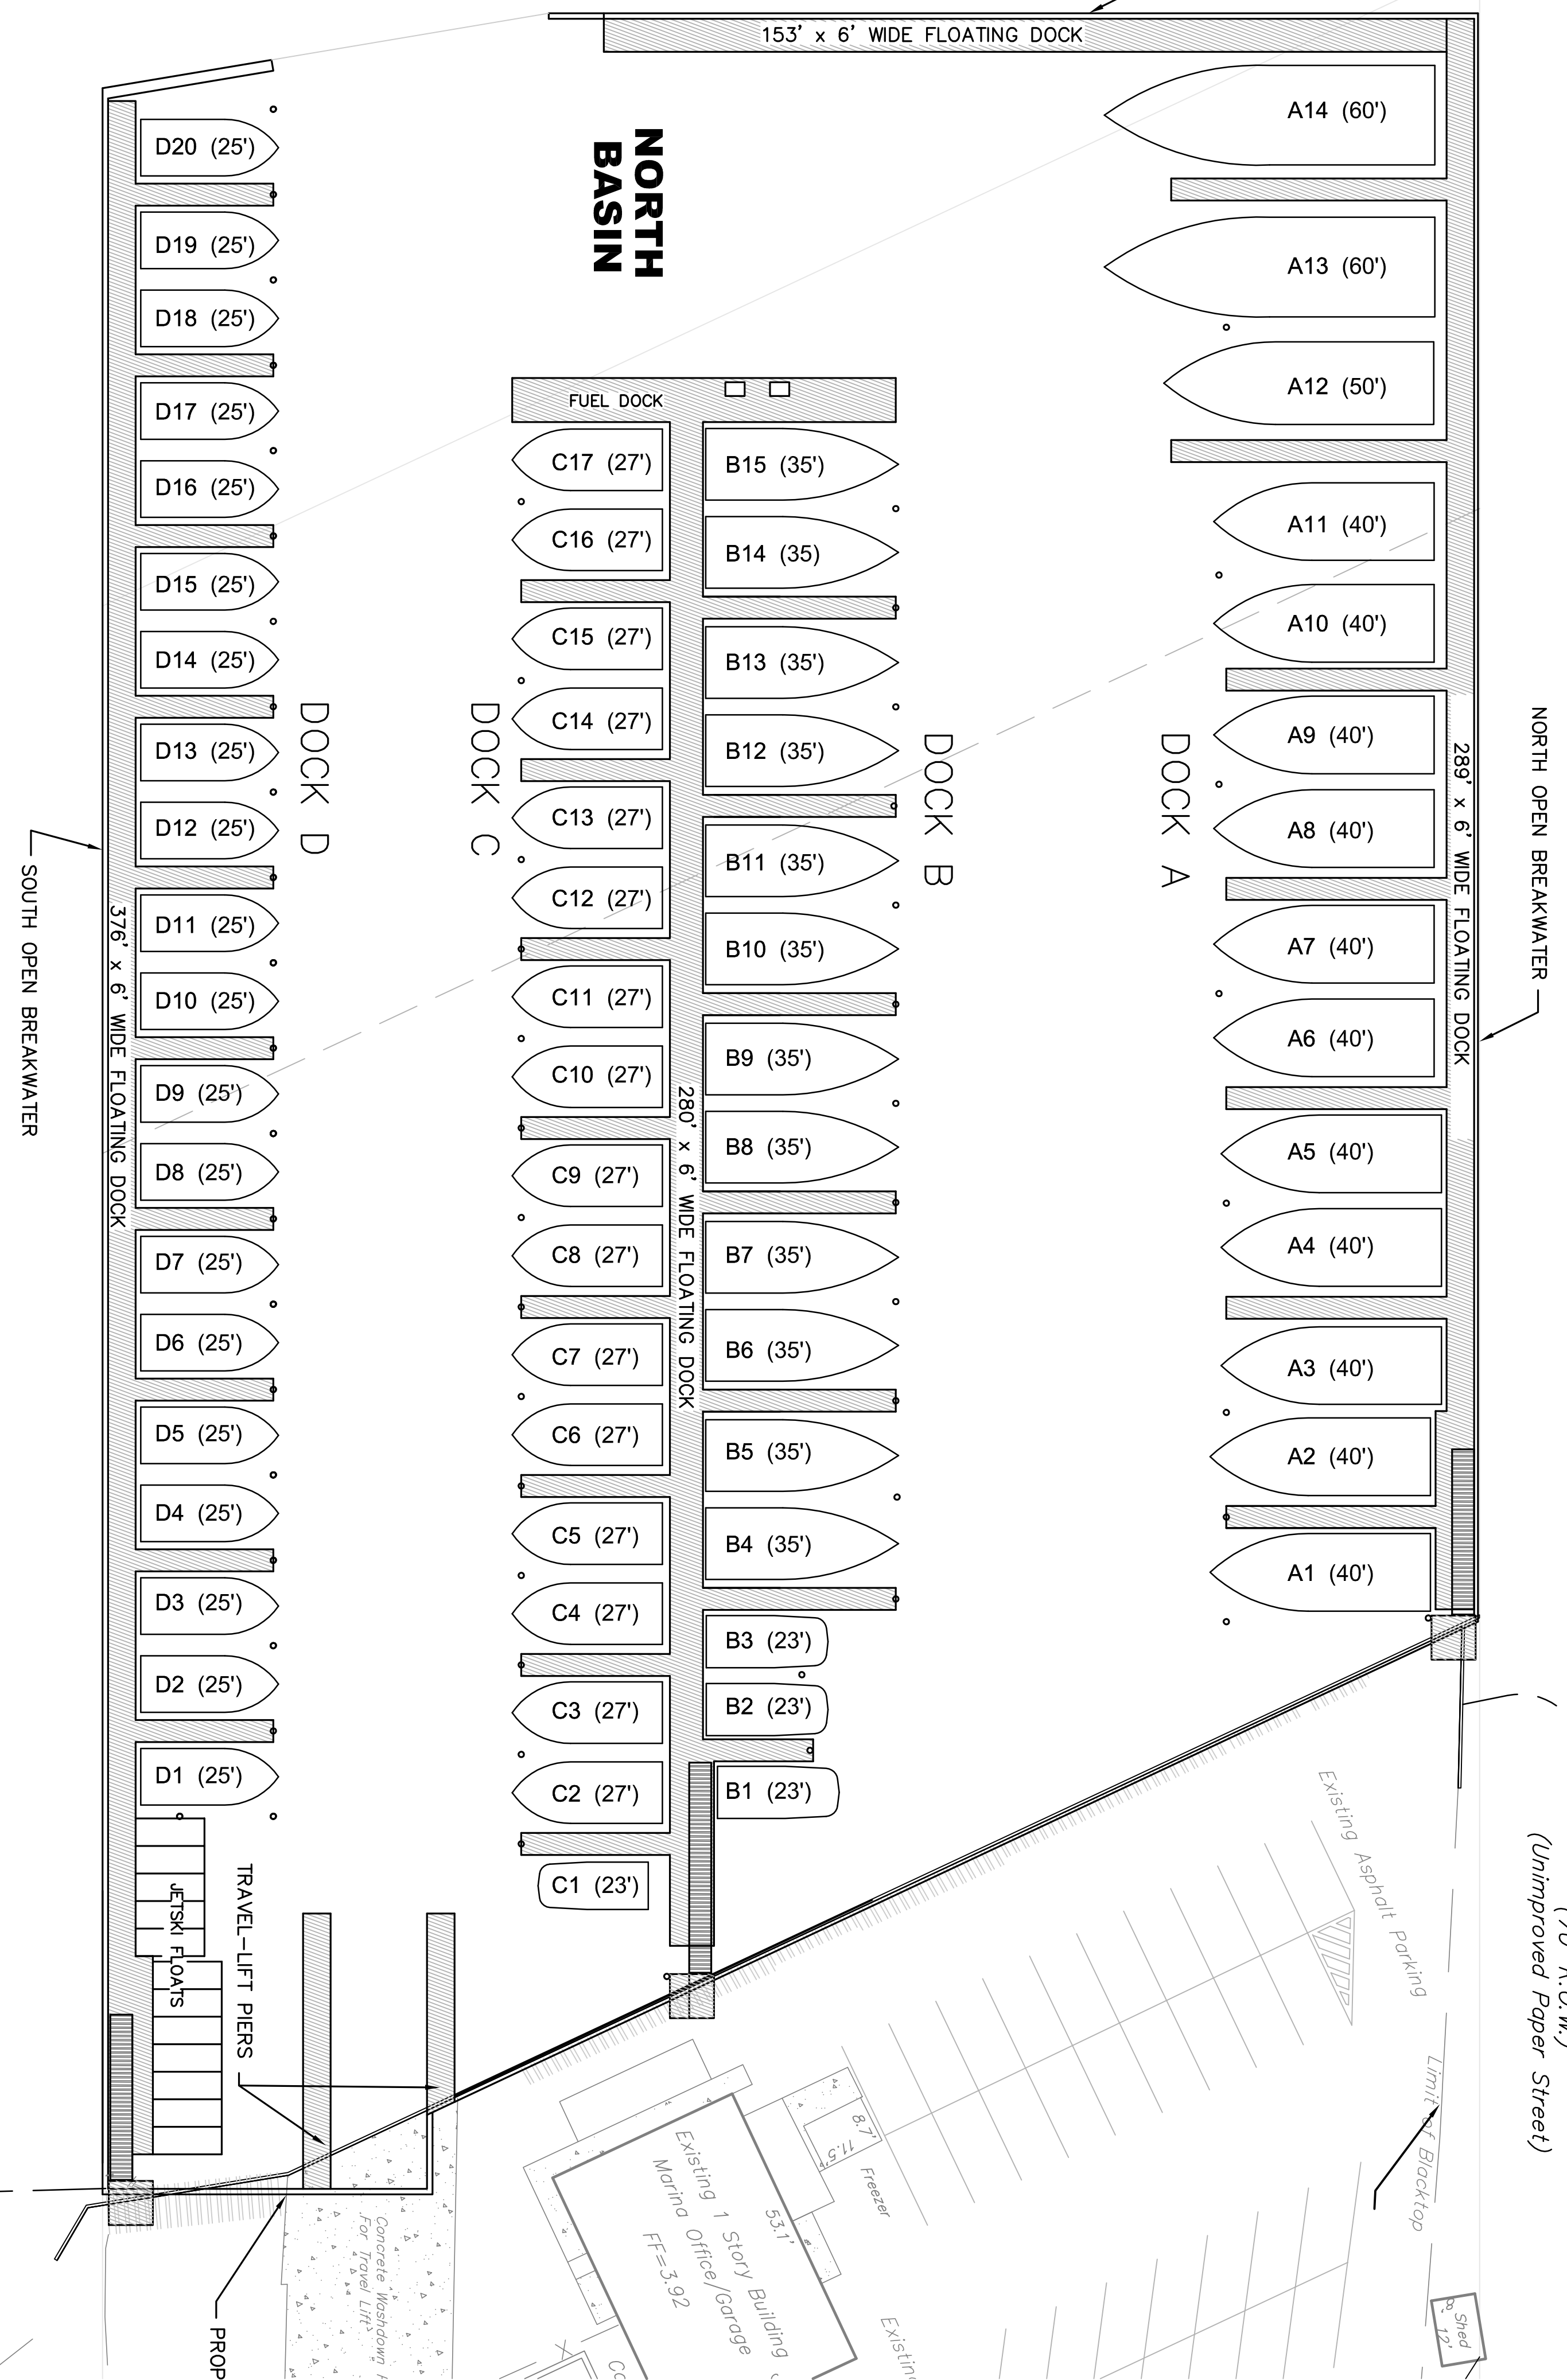 153' x 6' WIDE FLOATING DOCK
NORTH
BASIN
A14 (60')
A13 (60')
A12 (50')
A11 (40')
A10 (40')
A9 (40')
A8 (40')
A7 (40')
A6 (40')
A5 (40')
A4 (40')
A3 (40')
A2 (40')
A1 (40')
289' x 6' WIDE FLOATING DOCK
NORTH OPEN BREAKWATER
DOCK A
DOCK B
FUEL DOCK
B15 (35')
B14 (35)
B13 (35')
B12 (35')
B11 (35')
B10 (35')
B9 (35')
B8 (35')
B7 (35')
B6 (35')
B5 (35')
B4 (35')
B3 (23')
B2 (23')
B1 (23')
280' x 6' WIDE FLOATING DOCK
C17 (27')
C16 (27')
C15 (27')
C14 (27')
C13 (27')
C12 (27')
C11 (27')
C10 (27')
C9 (27')
C8 (27')
C7 (27')
C6 (27')
C5 (27')
C4 (27')
C3 (27')
C2 (27')
C1 (23')
DOCK C
DOCK D
D20 (25')
D19 (25')
D18 (25')
D17 (25')
D16 (25')
D15 (25')
D14 (25')
D13 (25')
D12 (25')
D11 (25')
D10 (25')
D9 (25')
D8 (25')
D7 (25')
D6 (25')
D5 (25')
D4 (25')
D3 (25')
D2 (25')
D1 (25')
376' x 6' WIDE FLOATING DOCK
SOUTH OPEN BREAKWATER
JETSKI FLOATS
TRAVEL-LIFT PIERS
Existing Asphalt Parking
(Unimproved Paper Street)
Limit of Blacktop
8.7'
11.5'
Freezer
53.1'
Existing 1 Story Building
Marina Office/Garage
FF=3.92
Concrete Washdown
For Travel Lift
PROP
Existing
Shed
8'
12'